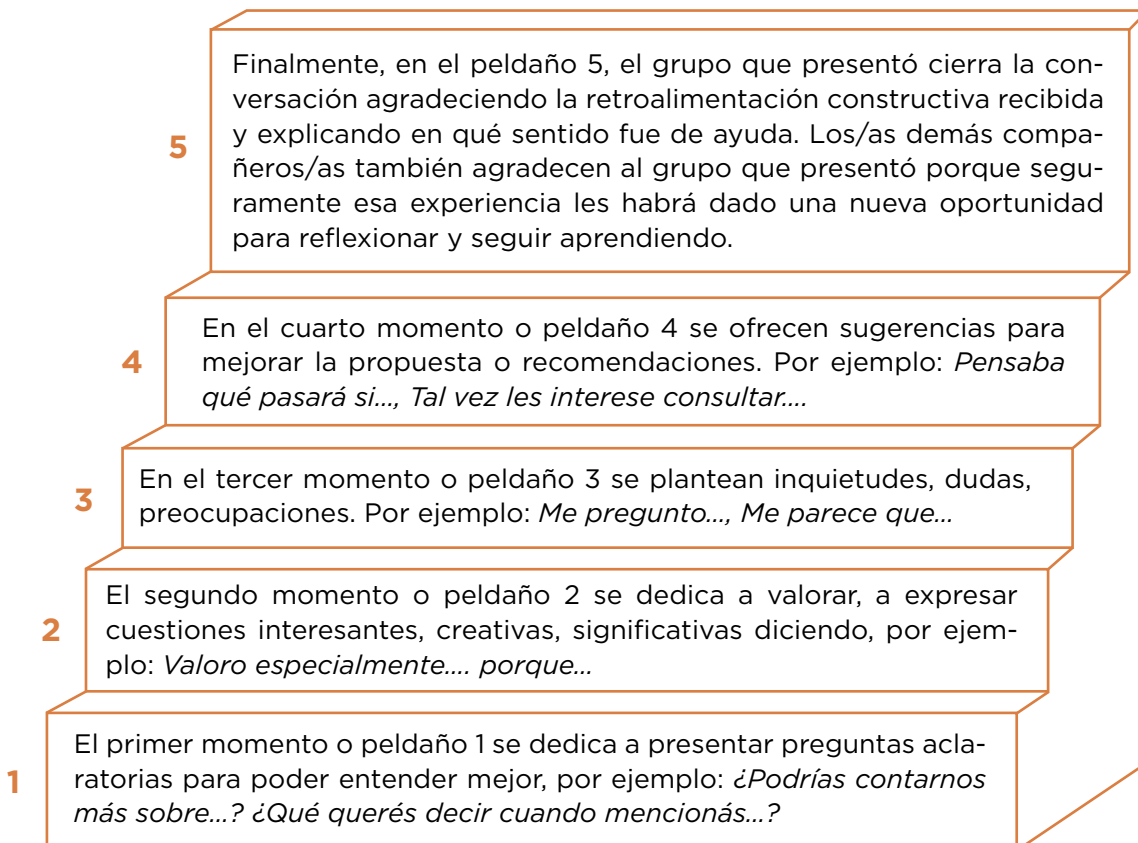 5
Finalmente, en el peldaño 5, el grupo que presentó cierra la con-
versación agradeciendo la retroalimentación constructiva recibida
y explicando en qué sentido fue de ayuda. Los/as demás compa-
ñeros/as también agradecen al grupo que presentó porque segu-
ramente esa experiencia les habrá dado una nueva oportunidad
para reflexionar y seguir aprendiendo.
4
En el cuarto momento o peldaño 4 se ofrecen sugerencias para
mejorar la propuesta o recomendaciones. Por ejemplo: Pensaba
qué pasará si..., Tal vez les interese consultar....
3
En el tercer momento o peldaño 3 se plantean inquietudes, dudas,
preocupaciones. Por ejemplo: Me pregunto..., Me parece que...
2
El segundo momento o peldaño 2 se dedica a valorar, a expresar
cuestiones interesantes, creativas, significativas diciendo, por ejem-
plo: Valoro especialmente.... porque...
1
El primer momento o peldaño 1 se dedica a presentar preguntas acla-
ratorias para poder entender mejor, por ejemplo: ¿Podrías contarnos
más sobre...? ¿Qué querés decir cuando mencionás...?